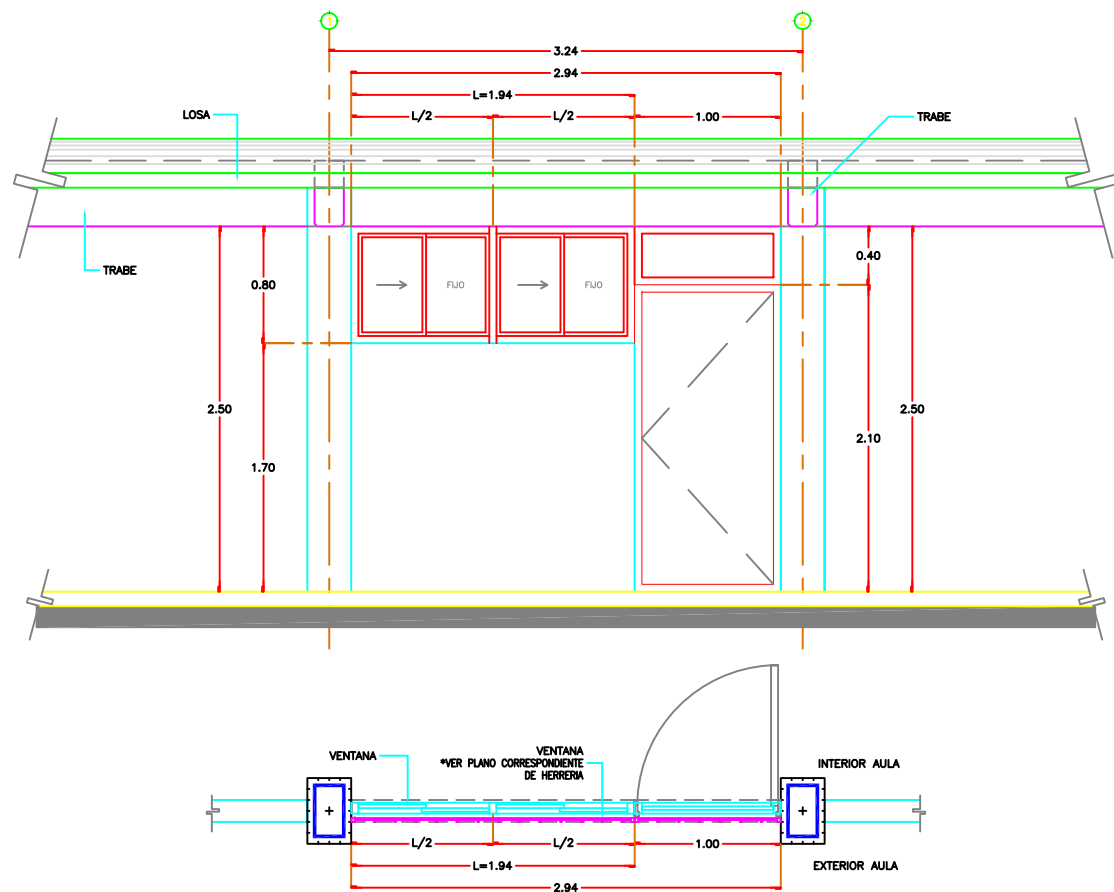 1
2
3.24
2.94
L=1.94
L/2
L/2
1.00
LOSA
TRABE
TRABE
0.80
2.50
1.70
FIJO
FIJO
0.40
2.50
2.10
VENTANA
VENTANA
*VER PLANO CORRESPONDIENTE
DE HERRERIA
INTERIOR AULA
L/2
L/2
1.00
L=1.94
EXTERIOR AULA
2.94